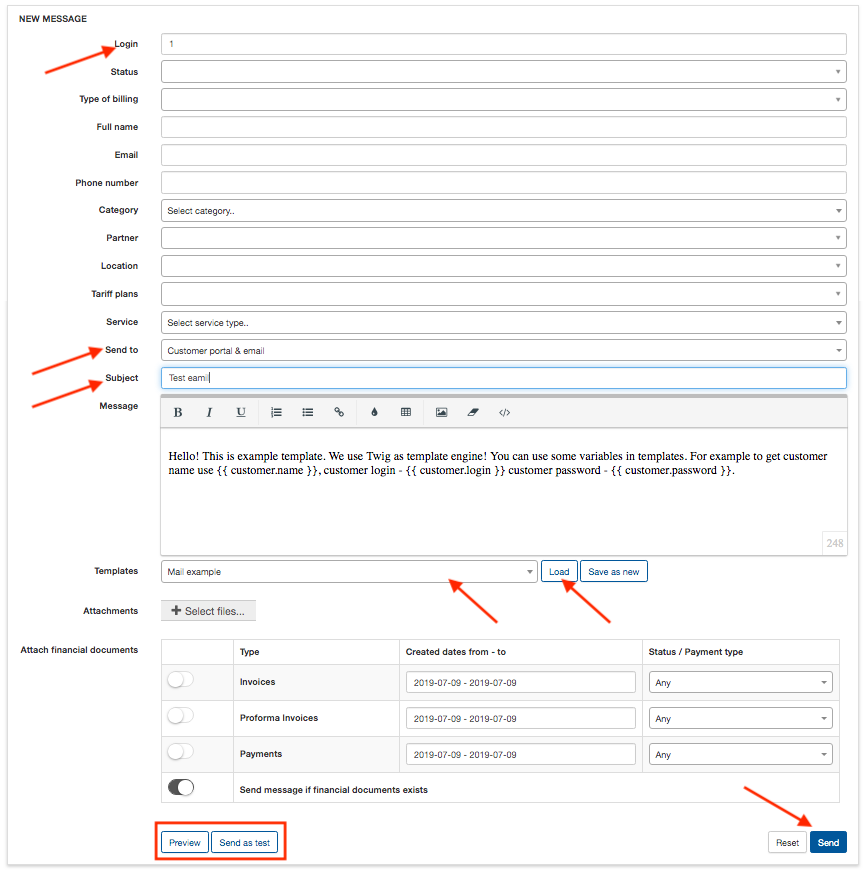 NEW MESSAGE
Login 1
Status
Type of billing
Full name
Email
Phone number
Category Select category..
Partner
Location
Tariff plans
Service Select service type..
Send to Customer portal & email
Subject Test eamil
Message B I U
Hello! This is example template. We use Twig as template engine! You can use some variables in templates. For example to get customer
name use {{ customer.name }}, customer login - {{ customer.login }} customer password - {{ customer.password }}.
248
Templates Mail example Load Save as new
Attachments + Select files...
Attach financial documents Type Created dates from - to Status / Payment type
Invoices 2019-07-09 - 2019-07-09 Any
Proforma Invoices 2019-07-09 - 2019-07-09 Any
Payments 2019-07-09 - 2019-07-09 Any
Send message if financial documents exists
Preview Send as test Reset Send